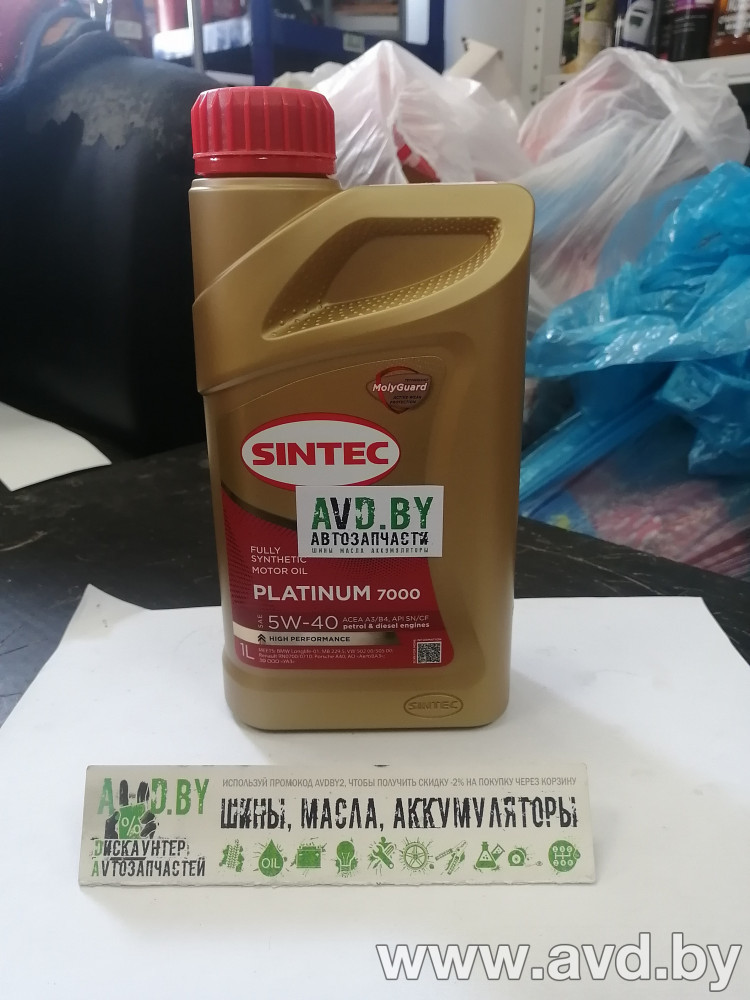 MolyGuard
SINTEC
AVD.BY
АВТОЗАПЧАСТИ
ШИНЫ МАСЛА АККУМУЛЯТОРЫ
FULLY
SYNTHETIC
MOTOR OIL
PLATINUM 7000
SAE 5W-40 ACEA A3/B4, API SN/CF
petrol & diesel engines
HIGH PERFORMANCE
1L
SINTEC
AVD.BY
ИСПОЛЬЗУЙ ПРОМОКОД AVDBY2, ЧТОБЫ ПОЛУЧИТЬ СКИДКУ -2% НА ПОКУПКУ ЧЕРЕЗ КОРЗИНУ
ШИНЫ, МАСЛА, АККУМУЛЯТОРЫ
%
DИСКАУНТЕР
АVТОЗАПЧАСТЕЙ
OIL
www.avd.by